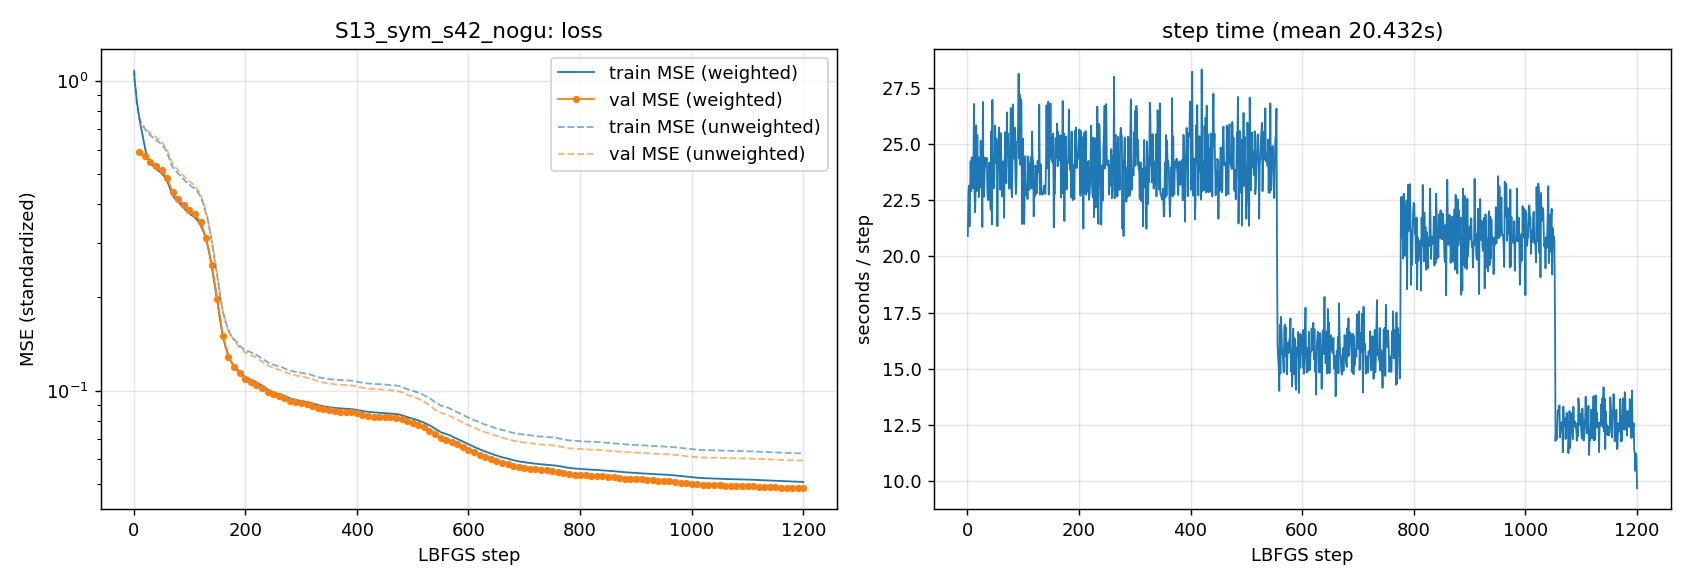 S13_sym_s42_nogu: loss
MSE (standardized)
10⁰
10⁻¹
train MSE (weighted)
val MSE (weighted)
train MSE (unweighted)
val MSE (unweighted)
0 200 400 600 800 1000 1200
LBFGS step
step time (mean 20.432s)
seconds / step
27.5
25.0
22.5
20.0
17.5
15.0
12.5
10.0
0 200 400 600 800 1000 1200
LBFGS step